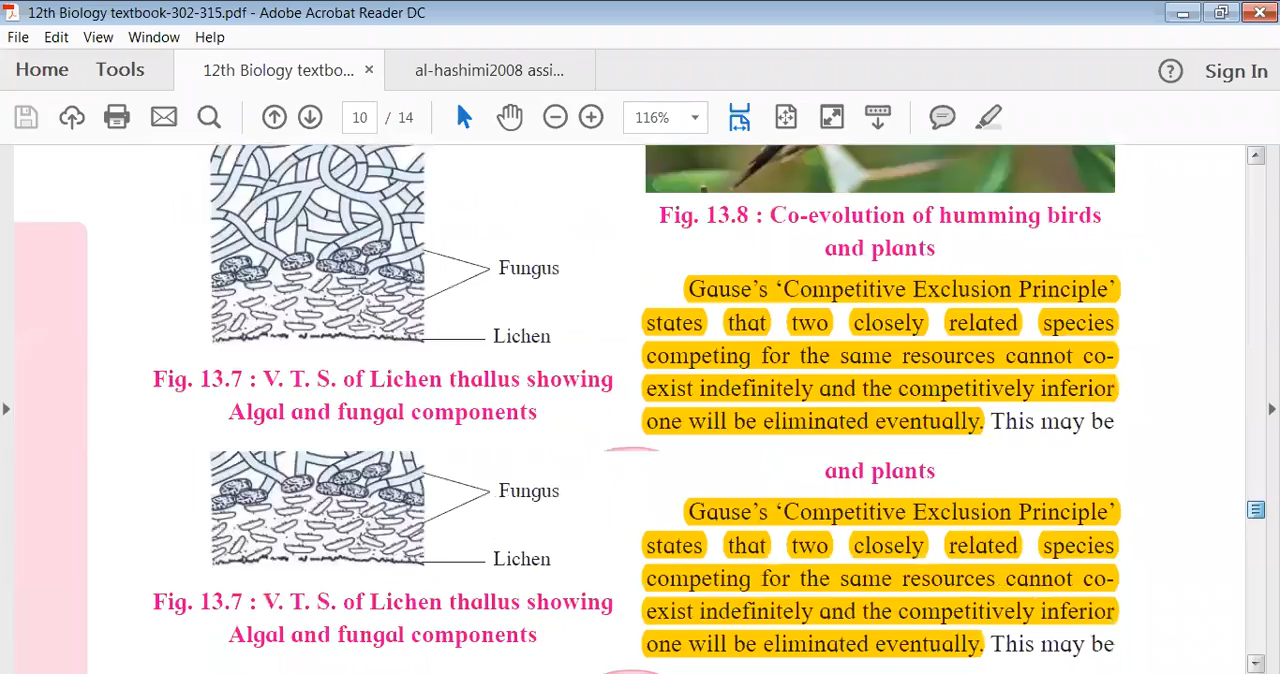 12th Biology textbook-302-315.pdf - Adobe Acrobat Reader DC
File Edit View Window Help
Home Tools 12th Biology textbo... × al-hashimi2008 assi... ? Sign In
10 / 14 116%
Fungus
Lichen
Fig. 13.7 : V. T. S. of Lichen thallus showing
Algal and fungal components
Fungus
Lichen
Fig. 13.7 : V. T. S. of Lichen thallus showing
Algal and fungal components
Fig. 13.8 : Co-evolution of humming birds
and plants
Gause's ‘Competitive Exclusion Principle’
states that two closely related species
competing for the same resources cannot co-
exist indefinitely and the competitively inferior
one will be eliminated eventually. This may be
and plants
Gause's ‘Competitive Exclusion Principle’
states that two closely related species
competing for the same resources cannot co-
exist indefinitely and the competitively inferior
one will be eliminated eventually. This may be